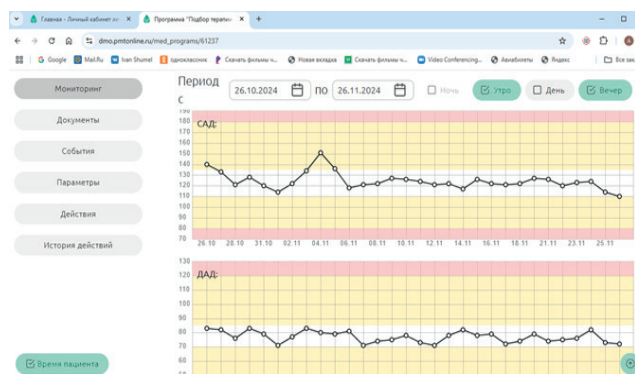 Главная - Личный кабинет ли
Программа "Подбор терапии
dmo.pmtonline.ru/med_programs/61237
Google Mail.Ru Ivan Shumel одноклассник Скачать фильмы н... Новая вкладка Скачать фильмы н... Video Conferencing... Авиабилеты Яндекс Все зак
Мониторинг
Документы
События
Параметры
Действия
История действий
Время пациента
Период
с
26.10.2024 по 26.11.2024 Ночь Утро День Вечер
САД:
190
180
170
160
150
140
130
120
110
100
90
80
70
26.10 28.10 31.10 02.11 04.11 06.11 08.11 10.11 12.11 14.11 16.11 18.11 21.11 23.11 25.11
ДАД:
130
120
110
100
90
80
70
60
50